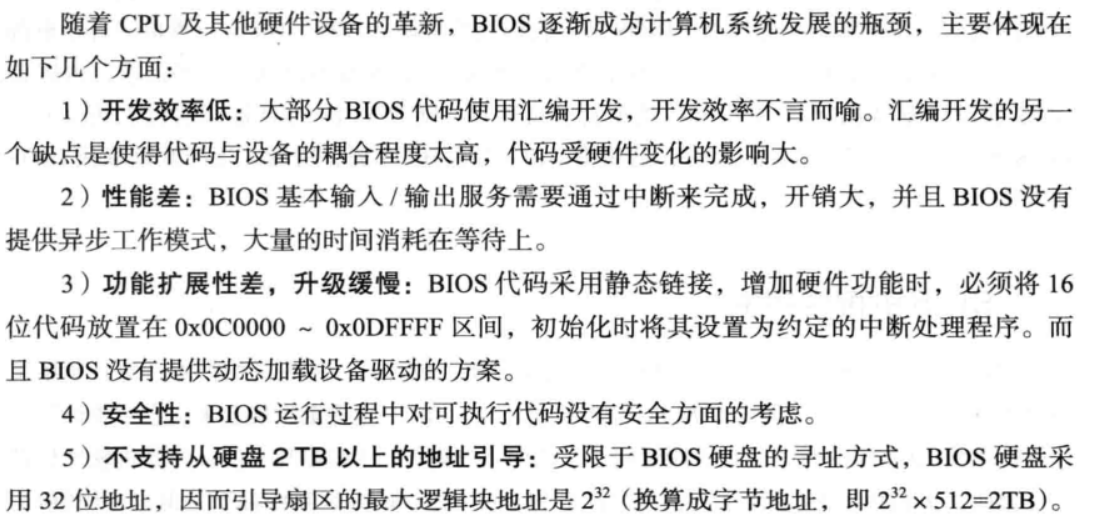 随着 CPU 及其他硬件设备的革新，BIOS 逐渐成为计算机系统发展的瓶颈，主要体现在
如下几个方面：
1）开发效率低：大部分 BIOS 代码使用汇编开发，开发效率不言而喻。汇编开发的另一
个缺点是使得代码与设备的耦合程度太高，代码受硬件变化的影响大。
2）性能差：BIOS 基本输入 / 输出服务需要通过中断来完成，开销大，并且 BIOS 没有
提供异步工作模式，大量的时间消耗在等待上。
3）功能扩展性差，升级缓慢：BIOS 代码采用静态链接，增加硬件功能时，必须将 16
位代码放置在 0x0C0000 ~ 0x0DFFFF 区间，初始化时将其设置为约定的中断处理程序。而
且 BIOS 没有提供动态加载设备驱动的方案。
4）安全性：BIOS 运行过程中对可执行代码没有安全方面的考虑。
5）不支持从硬盘 2 TB 以上的地址引导：受限于 BIOS 硬盘的寻址方式，BIOS 硬盘采
用 32 位地址，因而引导扇区的最大逻辑块地址是 2³²（换算成字节地址，即 2³² × 512=2TB）。